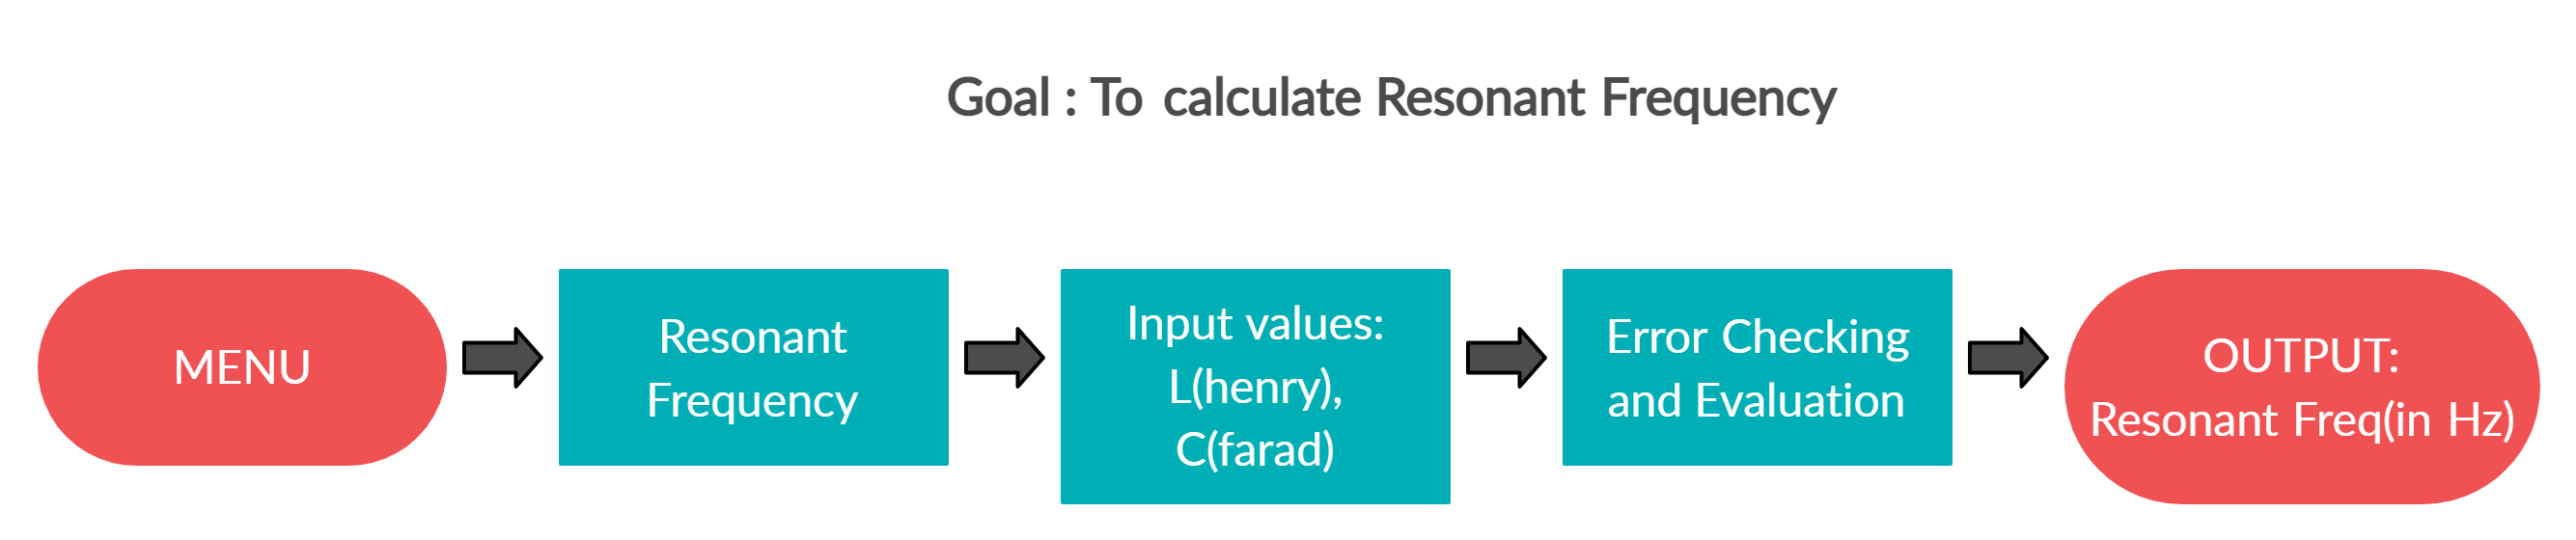 Goal : To calculate Resonant Frequency
MENU
Resonant
Frequency
Input values:
L(henry),
C(farad)
Error Checking
and Evaluation
OUTPUT:
Resonant Freq(in Hz)